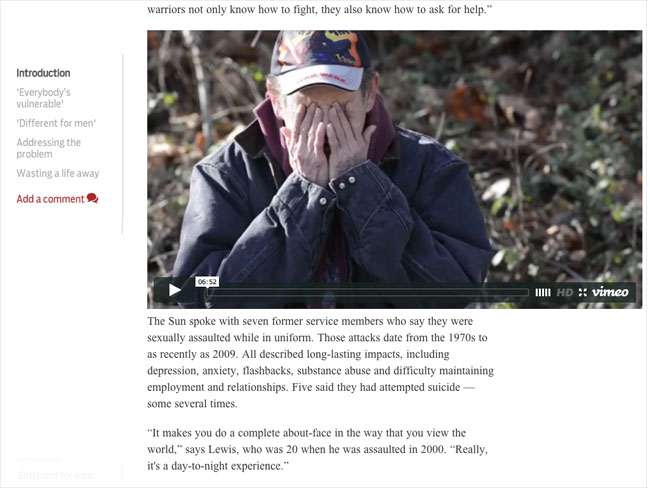 warriors not only know how to fight, they also know how to ask for help.”
Introduction
‘Everybody’s
vulnerable’
‘Different for men’
Addressing the
problem
Wasting a life away
Add a comment
06:52
HD
vimeo
The Sun spoke with seven former service members who say they were
sexually assaulted while in uniform. Those attacks date from the 1970s to
as recently as 2009. All described long-lasting impacts, including
depression, anxiety, flashbacks, substance abuse and difficulty maintaining
employment and relationships. Five said they had attempted suicide —
some several times.
“It makes you do a complete about-face in the way that you view the
world,” says Lewis, who was 20 when he was assaulted in 2000. “Really,
it's a day-to-night experience.”
‘Different for men’